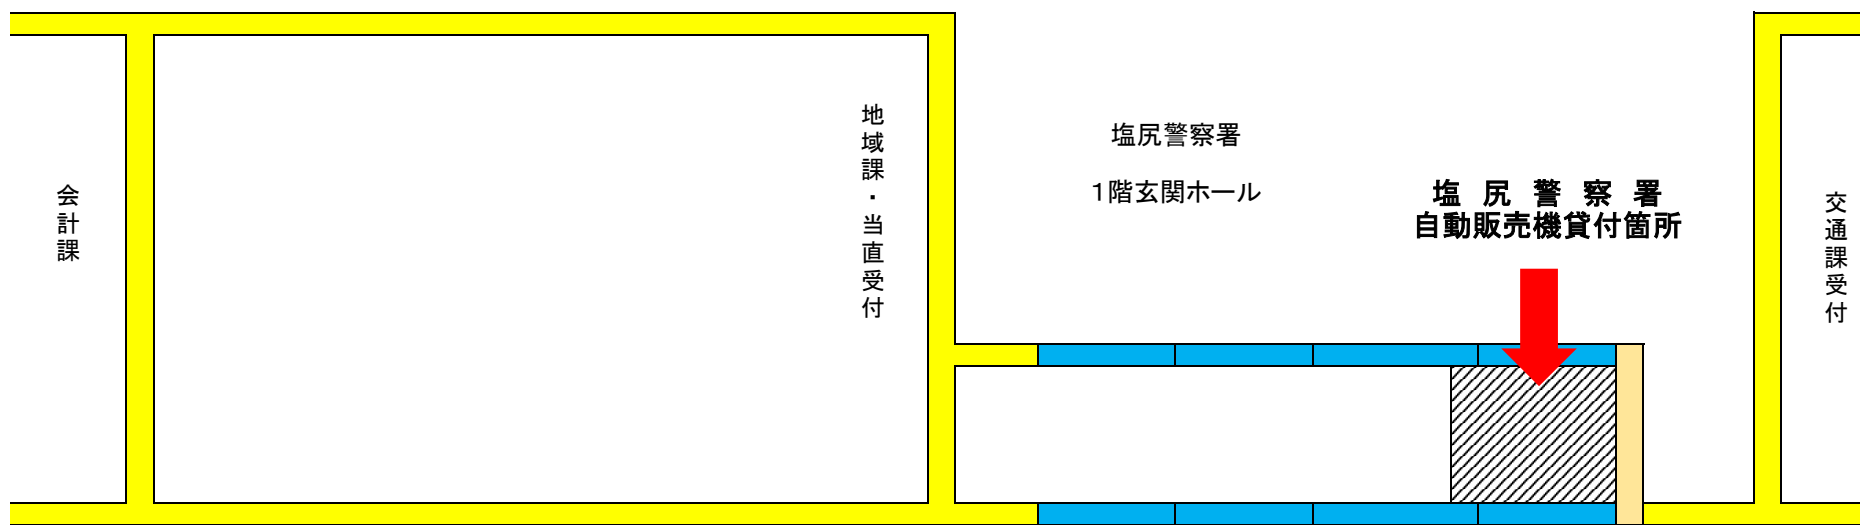 会計課
地域課・当直受付
塩尻警察署
1階玄関ホール
塩尻警察署
自動販売機貸付箇所
交通課受付